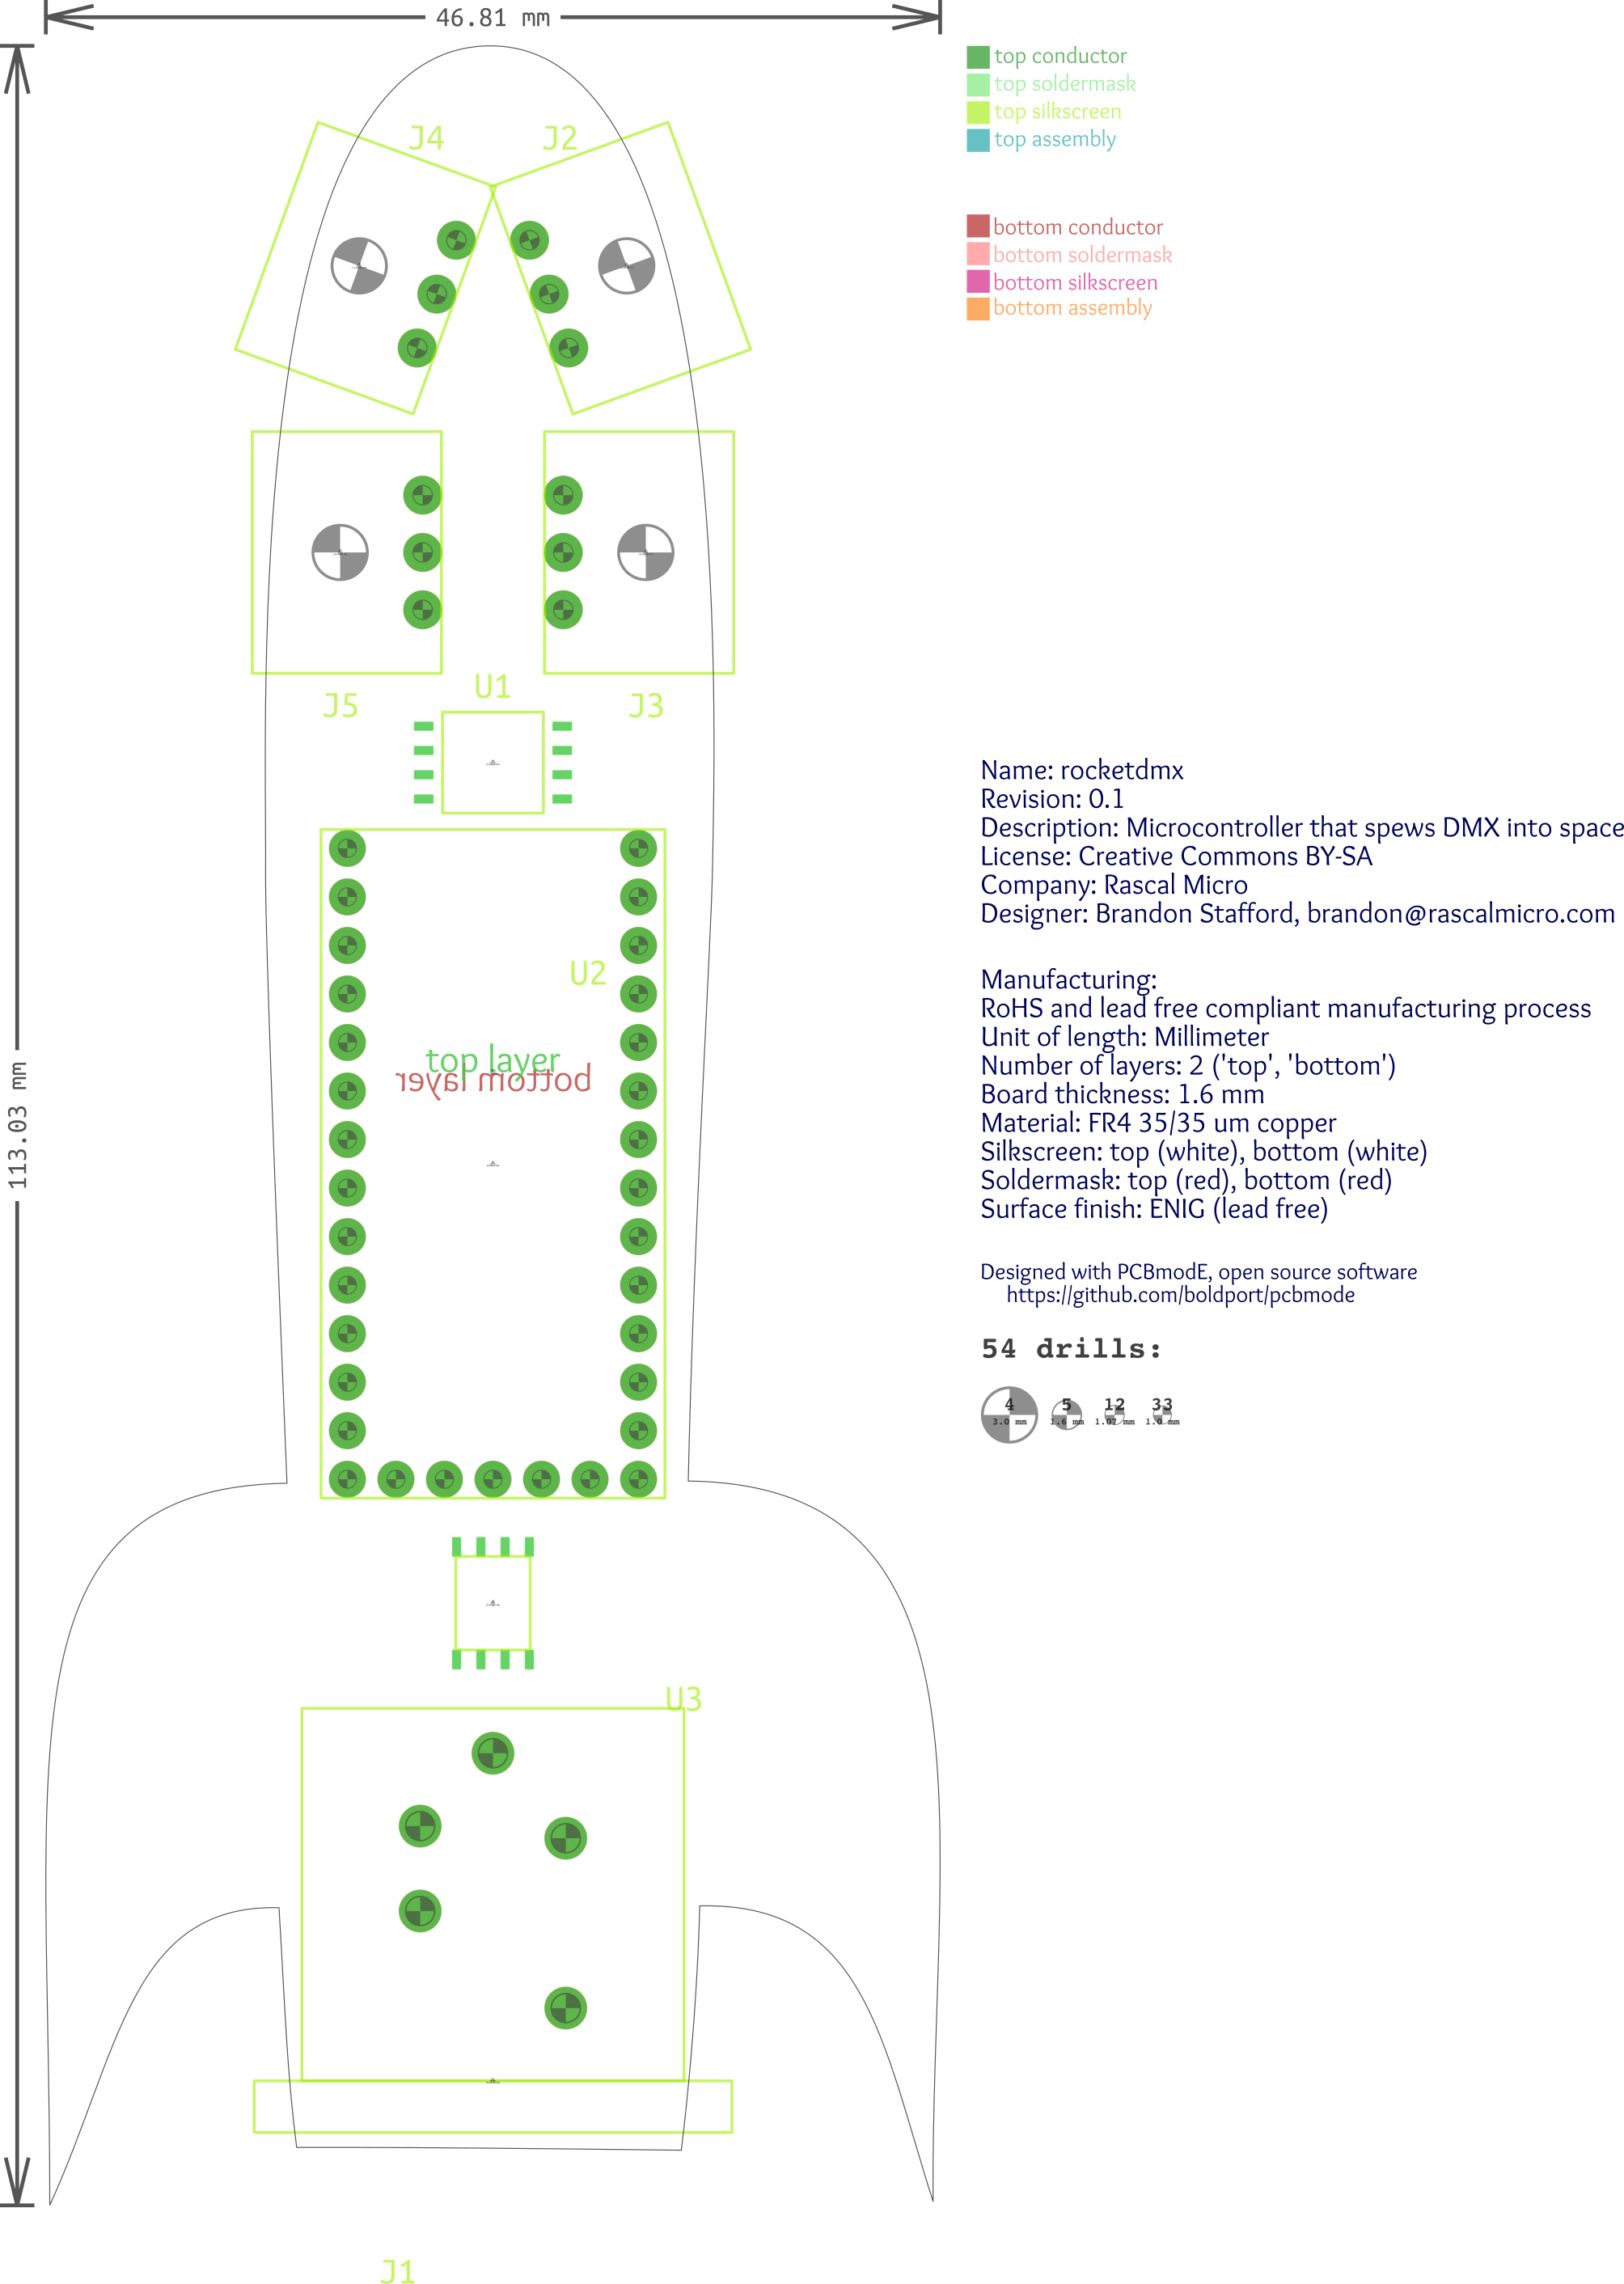 46.81 mm
top conductor
top soldermask
top silkscreen
top assembly
bottom conductor
bottom soldermask
bottom silkscreen
bottom assembly
113.03 mm
J4
J2
J5
U1
J3
U2
top layer
bottom layer
U3
J1
Name: rocketdmx
Revision: 0.1
Description: Microcontroller that spews DMX into space
License: Creative Commons BY-SA
Company: Rascal Micro
Designer: Brandon Stafford, brandon@rascalmicro.com
Manufacturing:
RoHS and lead free compliant manufacturing process
Unit of length: Millimeter
Number of layers: 2 ('top', 'bottom')
Board thickness: 1.6 mm
Material: FR4 35/35 um copper
Silkscreen: top (white), bottom (white)
Soldermask: top (red), bottom (red)
Surface finish: ENIG (lead free)
Designed with PCBmodE, open source software
https://github.com/boldport/pcbmode
54 drills:
4 5 12 33
3.0 mm 1.6 mm 1.07 mm 1.0 mm